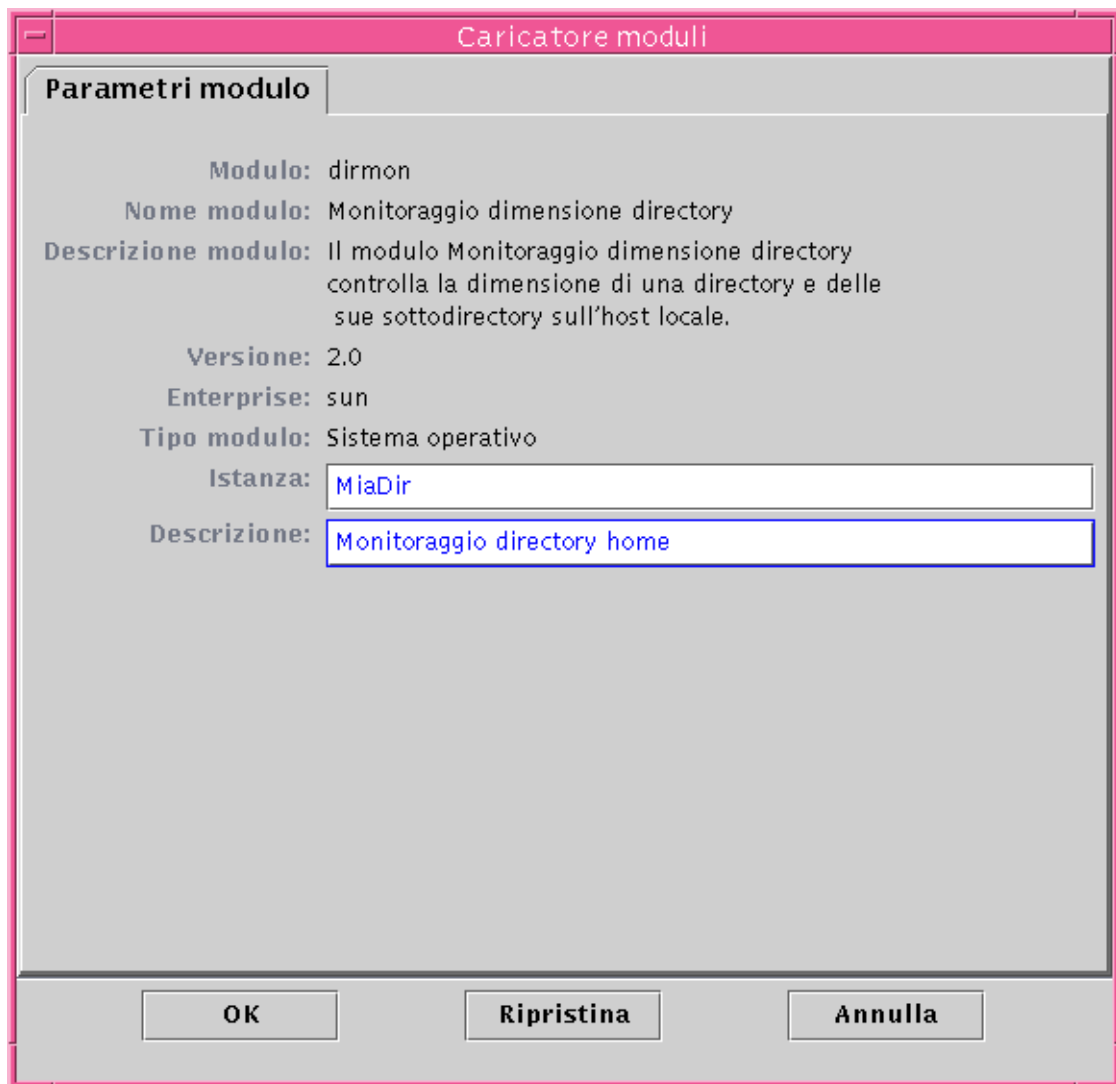 Caricatore moduli
Parametri modulo
Modulo: dirmon
Nome modulo: Monitoraggio dimensione directory
Descrizione modulo: Il modulo Monitoraggio dimensione directory
controlla la dimensione di una directory e delle
sue sottodirectory sull'host locale.
Versione: 2.0
Enterprise: sun
Tipo modulo: Sistema operativo
Istanza: MiaDir
Descrizione: Monitoraggio directory home
OK Ripristina Annulla